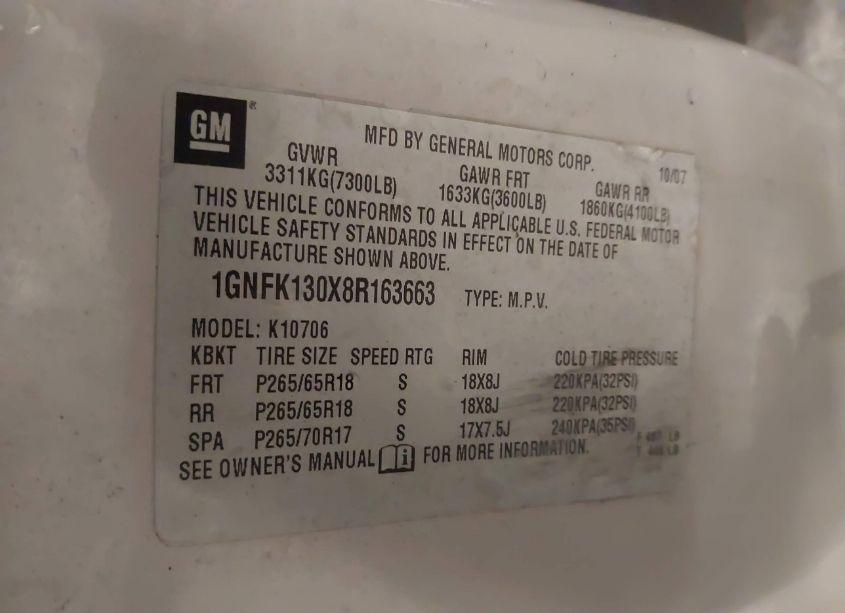 GM ®
MFD BY GENERAL MOTORS CORP. 10/07
GVWR GAWR FRT GAWR RR
3311KG(7300LB) 1633KG(3600LB) 1860KG(4100LB)
THIS VEHICLE CONFORMS TO ALL APPLICABLE U.S. FEDERAL MOTOR
VEHICLE SAFETY STANDARDS IN EFFECT ON THE DATE OF
MANUFACTURE SHOWN ABOVE.
1GNFK130X8R163663 TYPE: M.P.V.
MODEL: K10706
KBKT TIRE SIZE SPEED RTG RIM COLD TIRE PRESSURE
FRT P265/65R18 S 18X8J 220KPA(32PSI)
RR P265/65R18 S 18X8J 220KPA(32PSI)
SPA P265/70R17 S 17X7.5J 240KPA(35PSI)
SEE OWNER'S MANUAL i FOR MORE INFORMATION.